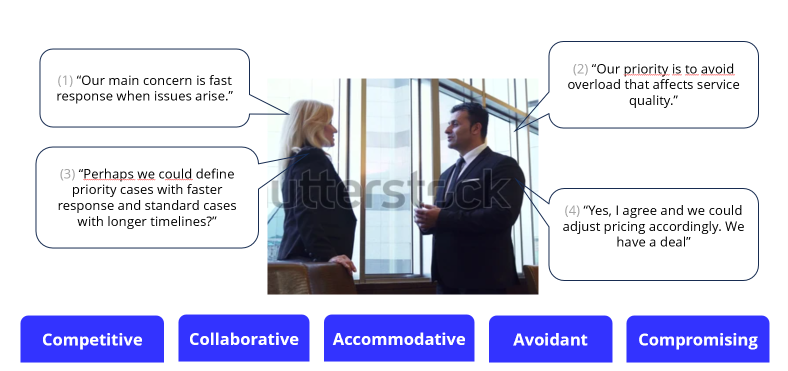 (1) “Our main concern is fast
response when issues arise.”
(2) “Our priority is to avoid
overload that affects service
quality.”
(3) “Perhaps we could define
priority cases with faster
response and standard cases
with longer timelines?”
(4) “Yes, I agree and we could
adjust pricing accordingly. We
have a deal”
utterstock
Competitive
Collaborative
Accommodative
Avoidant
Compromising